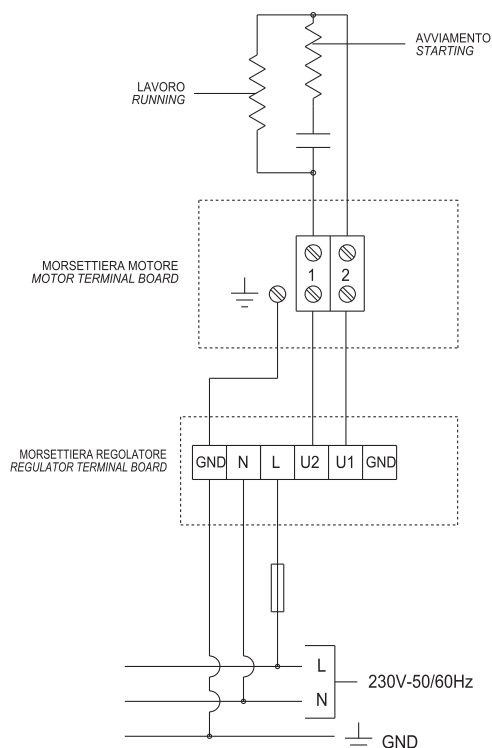 AVVIAMENTO
STARTING
LAVORO
RUNNING
MORSETTIERA MOTORE
MOTOR TERMINAL BOARD
1 2
MORSETTIERA REGOLATORE
REGULATOR TERMINAL BOARD
GND N L U2 U1 GND
L
N
230V-50/60Hz
GND